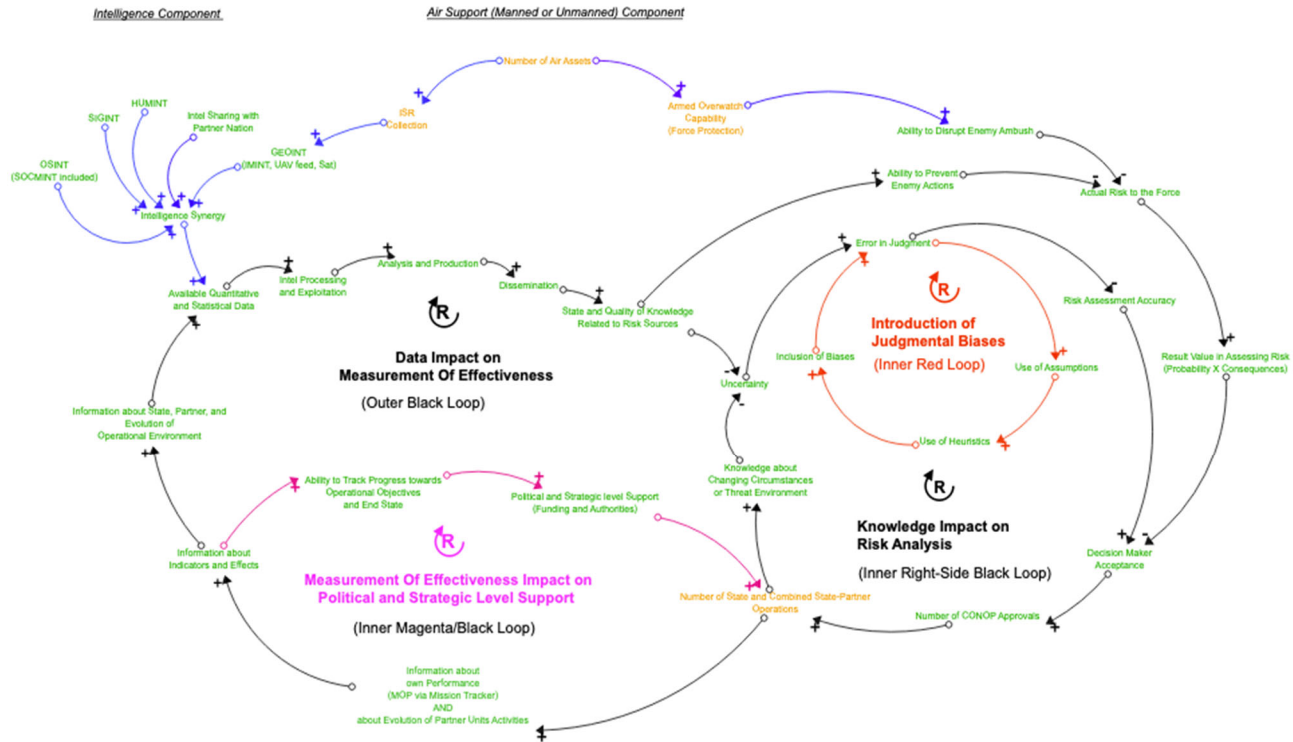 Intelligence Component
Air Support (Manned or Unmanned) Component
Number of Air Assets
ISR
Collection
Armed Overwatch
Capability
(Force Protection)
HUMINT
SIGINT
Intel Sharing with
Partner Nation
OSINT
(SOCMINT included)
GEOINT
(IMINT, UAV feed, Sat)
Intelligence Synergy
Ability to Disrupt Enemy Ambush
Ability to Prevent
Enemy Actions
Actual Risk to the Force
Available Quantitative
and Statistical Data
Intel Processing
and Exploitation
Analysis and Production
Dissemination
State and Quality of Knowledge
Related to Risk Sources
Error in Judgment
Risk Assessment Accuracy
R
Data Impact on
Measurement Of Effectiveness
(Outer Black Loop)
R
Introduction of
Judgmental Biases
(Inner Red Loop)
Inclusion of Biases
Use of Assumptions
Result Value in Assessing Risk
(Probability X Consequences)
Uncertainty
Use of Heuristics
Information about State, Partner, and
Evolution of
Operational Environment
Knowledge about
Changing Circumstances
or Threat Environment
Ability to Track Progress towards
Operational Objectives
and End State
Political and Strategic level Support
(Funding and Authorities)
R
Knowledge Impact on
Risk Analysis
(Inner Right-Side Black Loop)
Information about
Indicators and Effects
R
Measurement Of Effectiveness Impact on
Political and Strategic Level Support
(Inner Magenta/Black Loop)
Decision Maker
Acceptance
Number of State and Combined State-Partner
Operations
Number of CONOP Approvals
Information about
own Performance
(MOP via Mission Tracker)
AND
about Evolution of Partner Units Activities